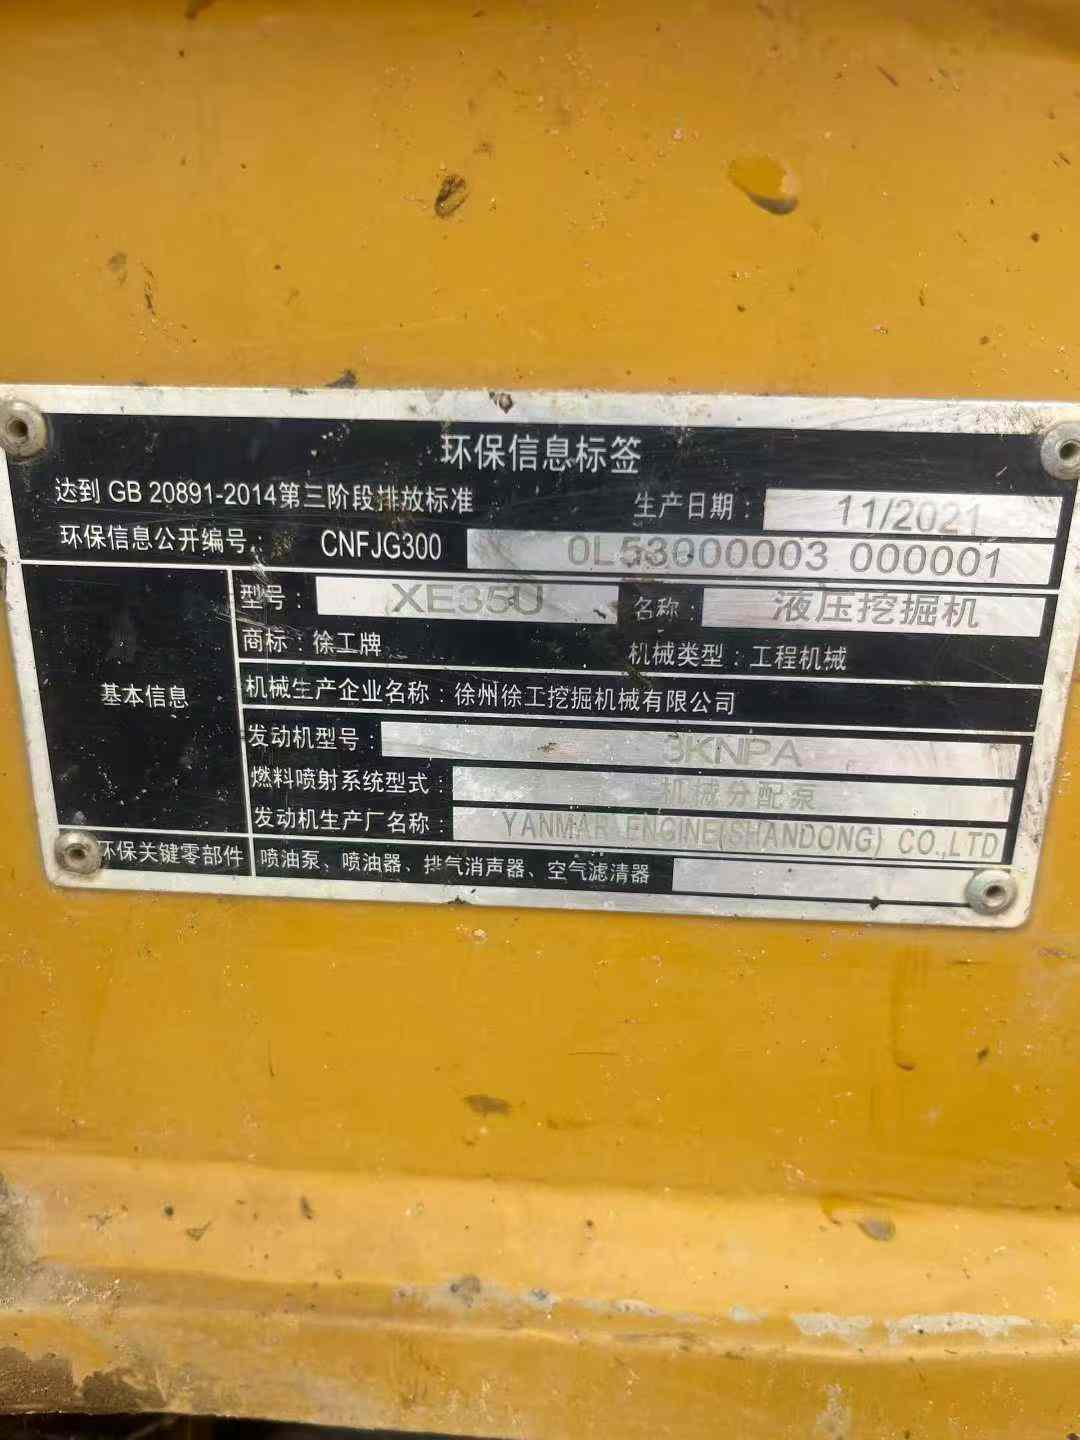 环保信息标签
达到 GB 20891-2014第三阶段排放标准 生产日期: 11/2021
环保信息公开编号: CNFJG300 0L53000003 000001
基本信息
型号: XE35U 名称: 液压挖掘机
商标: 徐工牌 机械类型: 工程机械
机械生产企业名称: 徐州徐工挖掘机械有限公司
发动机型号: 3KNPA
燃料喷射系统型式: 机械分配泵
发动机生产厂名称: YANMAR ENGINE(SHANDONG) CO.,LTD
环保关键零部件 喷油泵、喷油器、排气消声器、空气滤清器